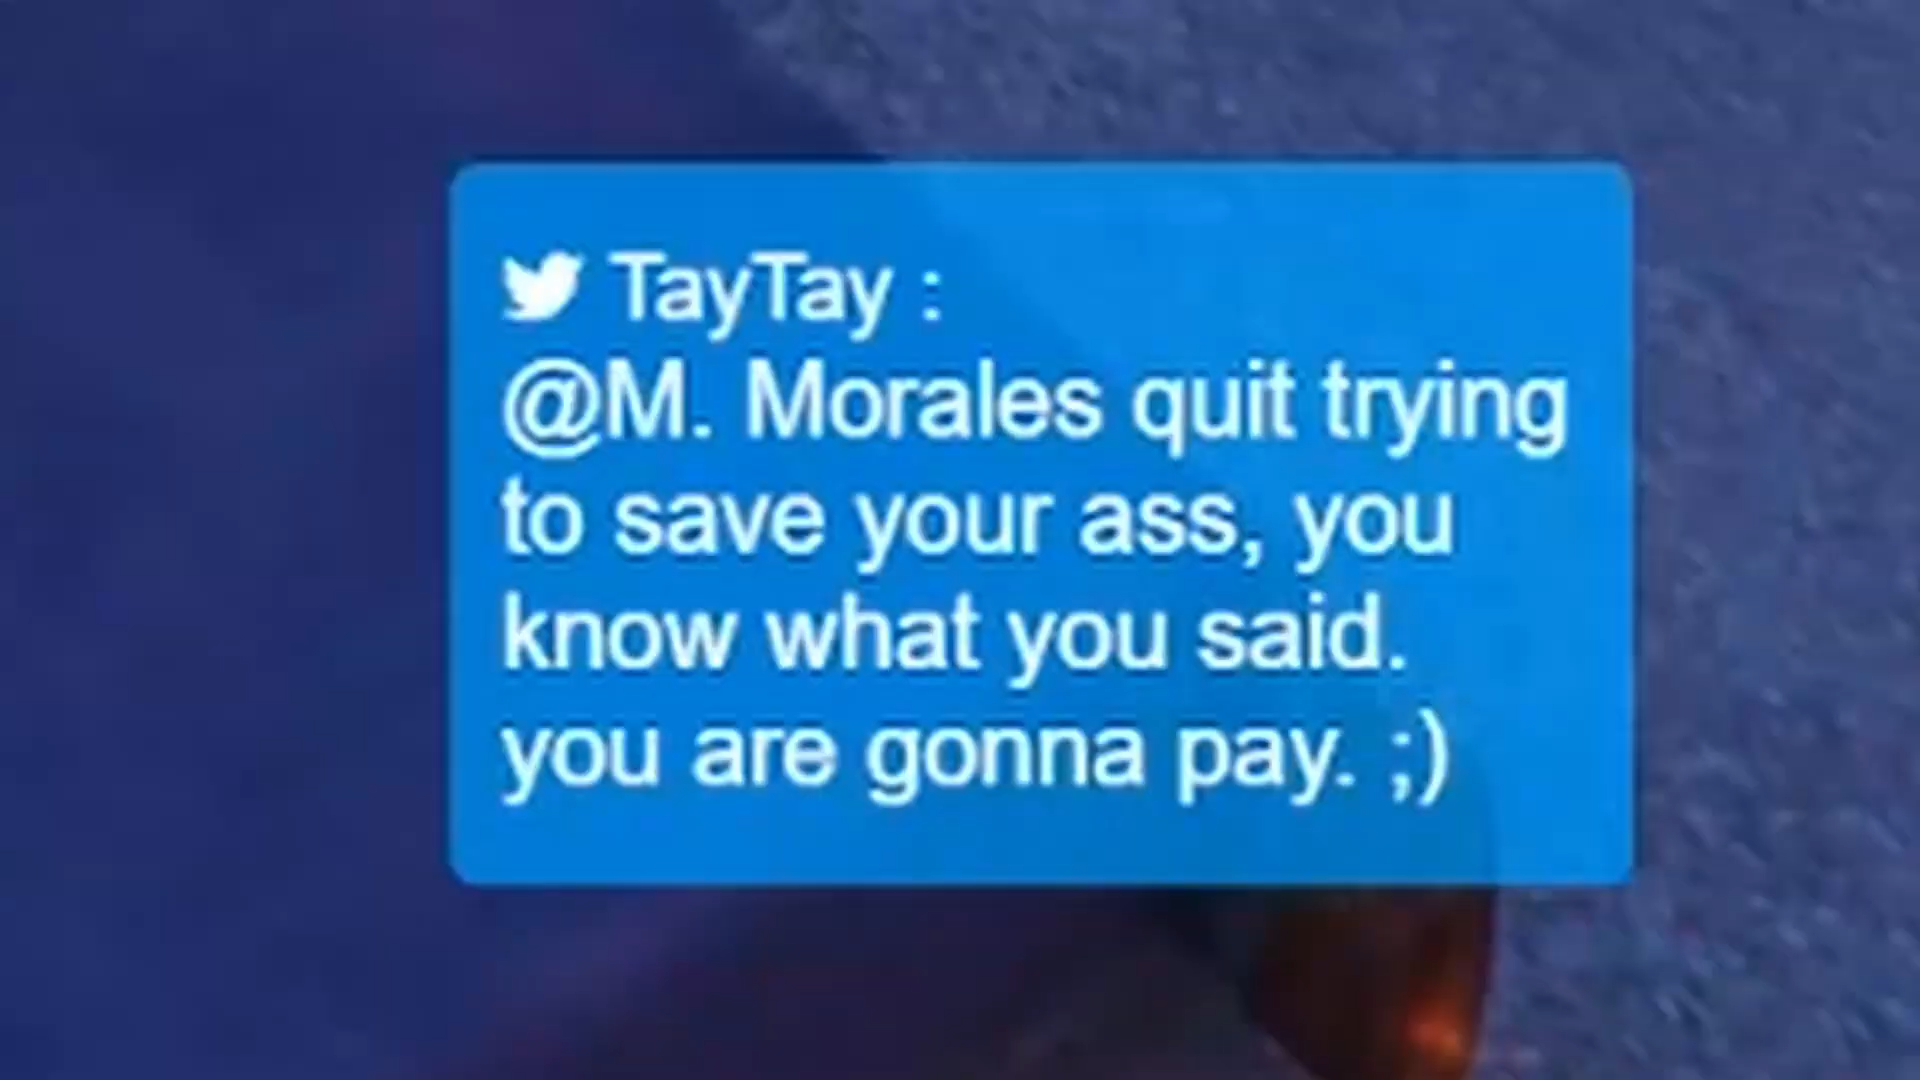 TayTay :
@M. Morales quit trying
to save your ass, you
know what you said.
you are gonna pay. ;)